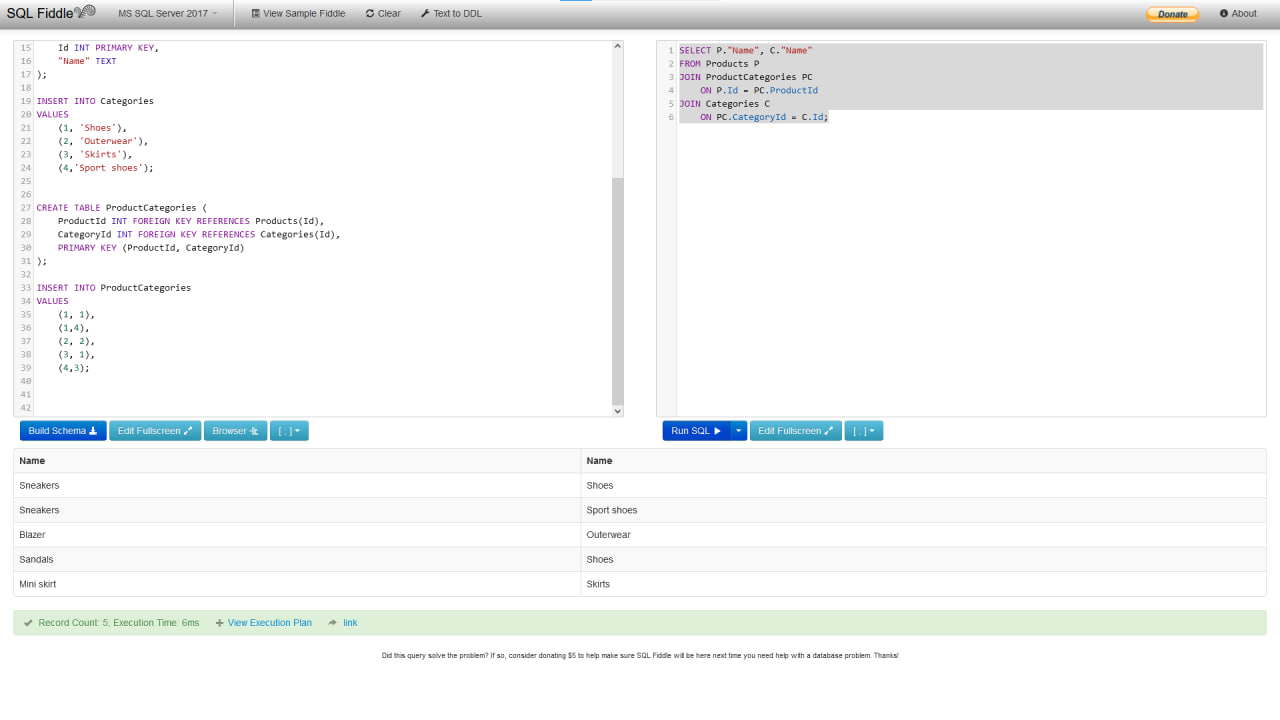 SQL Fiddle MS SQL Server 2017 View Sample Fiddle Clear Text to DDL Donate About
15 Id INT PRIMARY KEY,
16 "Name" TEXT
17 );
18
19 INSERT INTO Categories
20 VALUES
21 (1, 'Shoes'),
22 (2, 'Outerwear'),
23 (3, 'Skirts'),
24 (4,'Sport shoes');
25
26
27 CREATE TABLE ProductCategories (
28 ProductId INT FOREIGN KEY REFERENCES Products(Id),
29 CategoryId INT FOREIGN KEY REFERENCES Categories(Id),
30 PRIMARY KEY (ProductId, CategoryId)
31 );
32
33 INSERT INTO ProductCategories
34 VALUES
35 (1, 1),
36 (1,4),
37 (2, 2),
38 (3, 1),
39 (4,3);
40
41
42
Build Schema Edit Fullscreen Browser [ ; ]
1 SELECT P."Name", C."Name"
2 FROM Products P
3 JOIN ProductCategories PC
4 ON P.Id = PC.ProductId
5 JOIN Categories C
6 ON PC.CategoryId = C.Id;
Run SQL Edit Fullscreen [ ; ]
Name Name
Sneakers Shoes
Sneakers Sport shoes
Blazer Outerwear
Sandals Shoes
Mini skirt Skirts
Record Count: 5; Execution Time: 6ms View Execution Plan link
Did this query solve the problem? If so, consider donating $5 to help make sure SQL Fiddle will be here next time you need help with a database problem. Thanks!